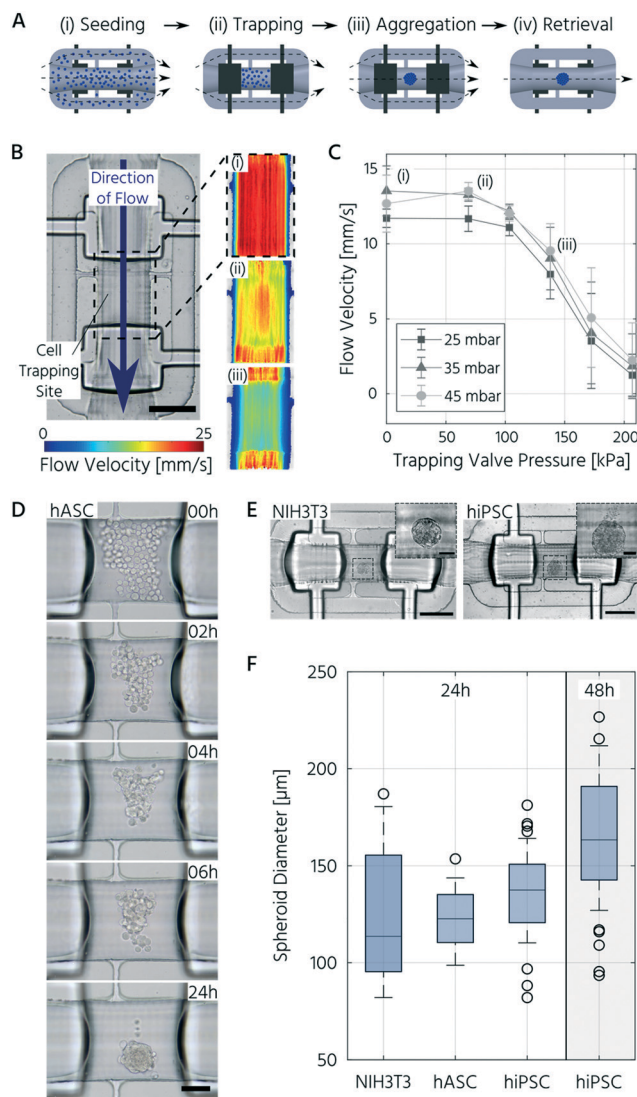 A
(i) Seeding
(ii) Trapping
(iii) Aggregation
(iv) Retrieval
B
Direction
of Flow
Cell
Trapping
Site
(i)
(ii)
(iii)
0
25
Flow Velocity [mm/s]
C
15
10
5
0
Flow Velocity [mm/s]
(i)
(ii)
(iii)
25 mbar
35 mbar
45 mbar
0
50
100
150
200
Trapping Valve Pressure [kPa]
D
hASC
00h
02h
04h
06h
24h
E
NIH3T3
hiPSC
F
250
200
150
100
50
Spheroid Diameter [µm]
24h
48h
NIH3T3
hASC
hiPSC
hiPSC